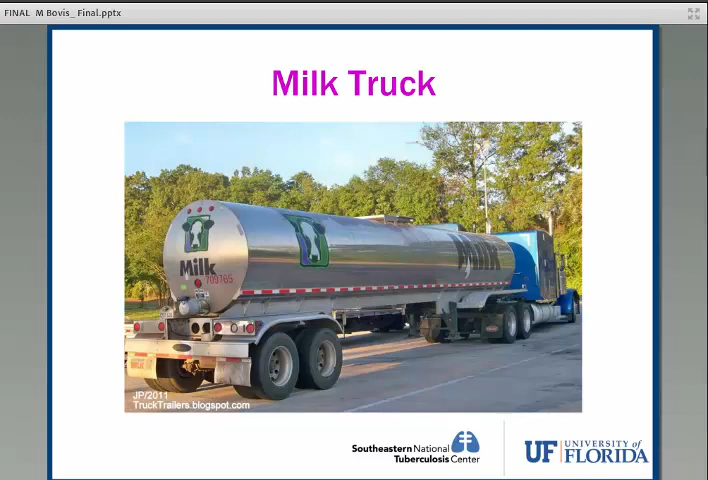 FINAL M Bovis_ Final.pptx
Milk Truck
Milk
709765
Milk
JP/2011
TruckTrailers.blogspot.com
Southeastern National
Tuberculosis Center
UF UNIVERSITY of
FLORIDA